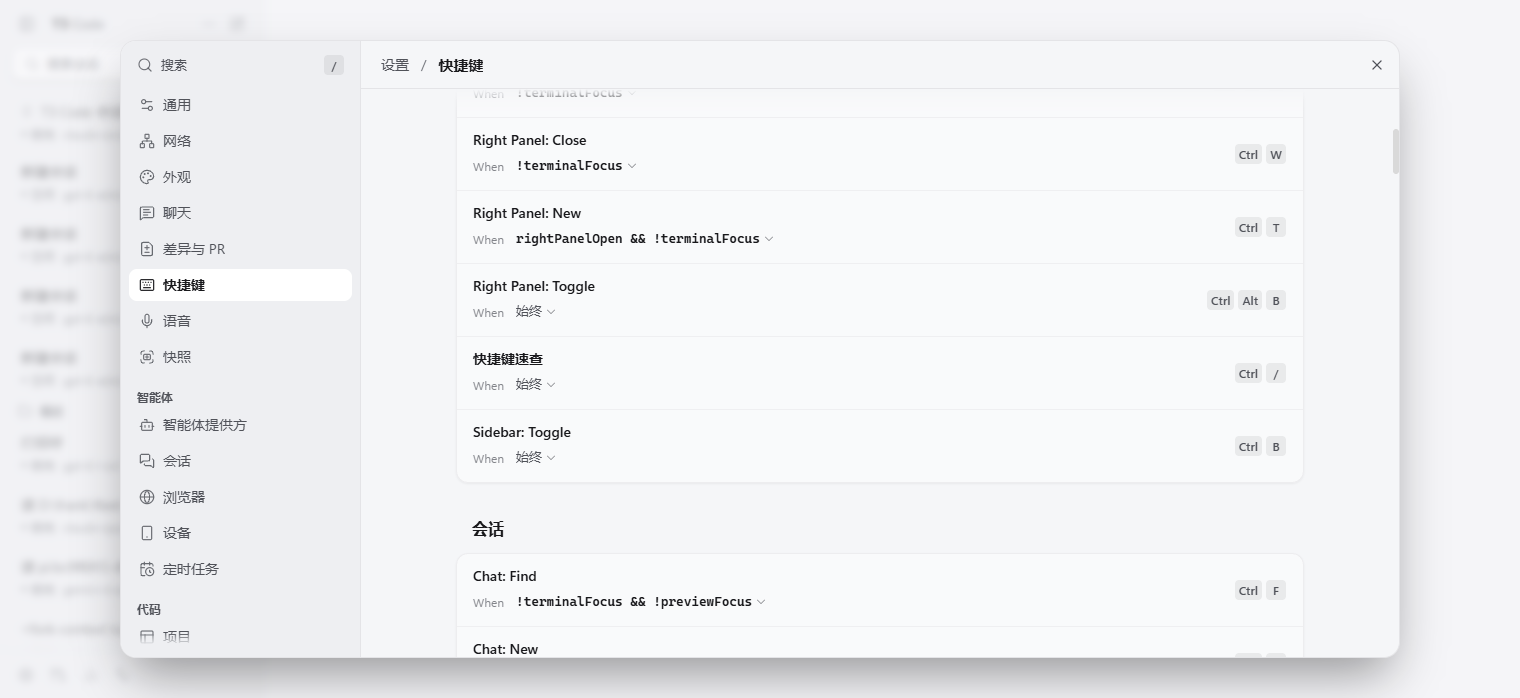 搜索 /
通用
网络
外观
聊天
差异与 PR
快捷键
语音
快照
智能体
智能体提供方
会话
浏览器
设备
定时任务
代码
项目
设置 / 快捷键
When !terminalFocus
Right Panel: Close
When !terminalFocus
Ctrl W
Right Panel: New
When rightPanelOpen && !terminalFocus
Ctrl T
Right Panel: Toggle
When 始终
Ctrl Alt B
快捷键速查
When 始终
Ctrl /
Sidebar: Toggle
When 始终
Ctrl B
会话
Chat: Find
When !terminalFocus && !previewFocus
Ctrl F
Chat: New